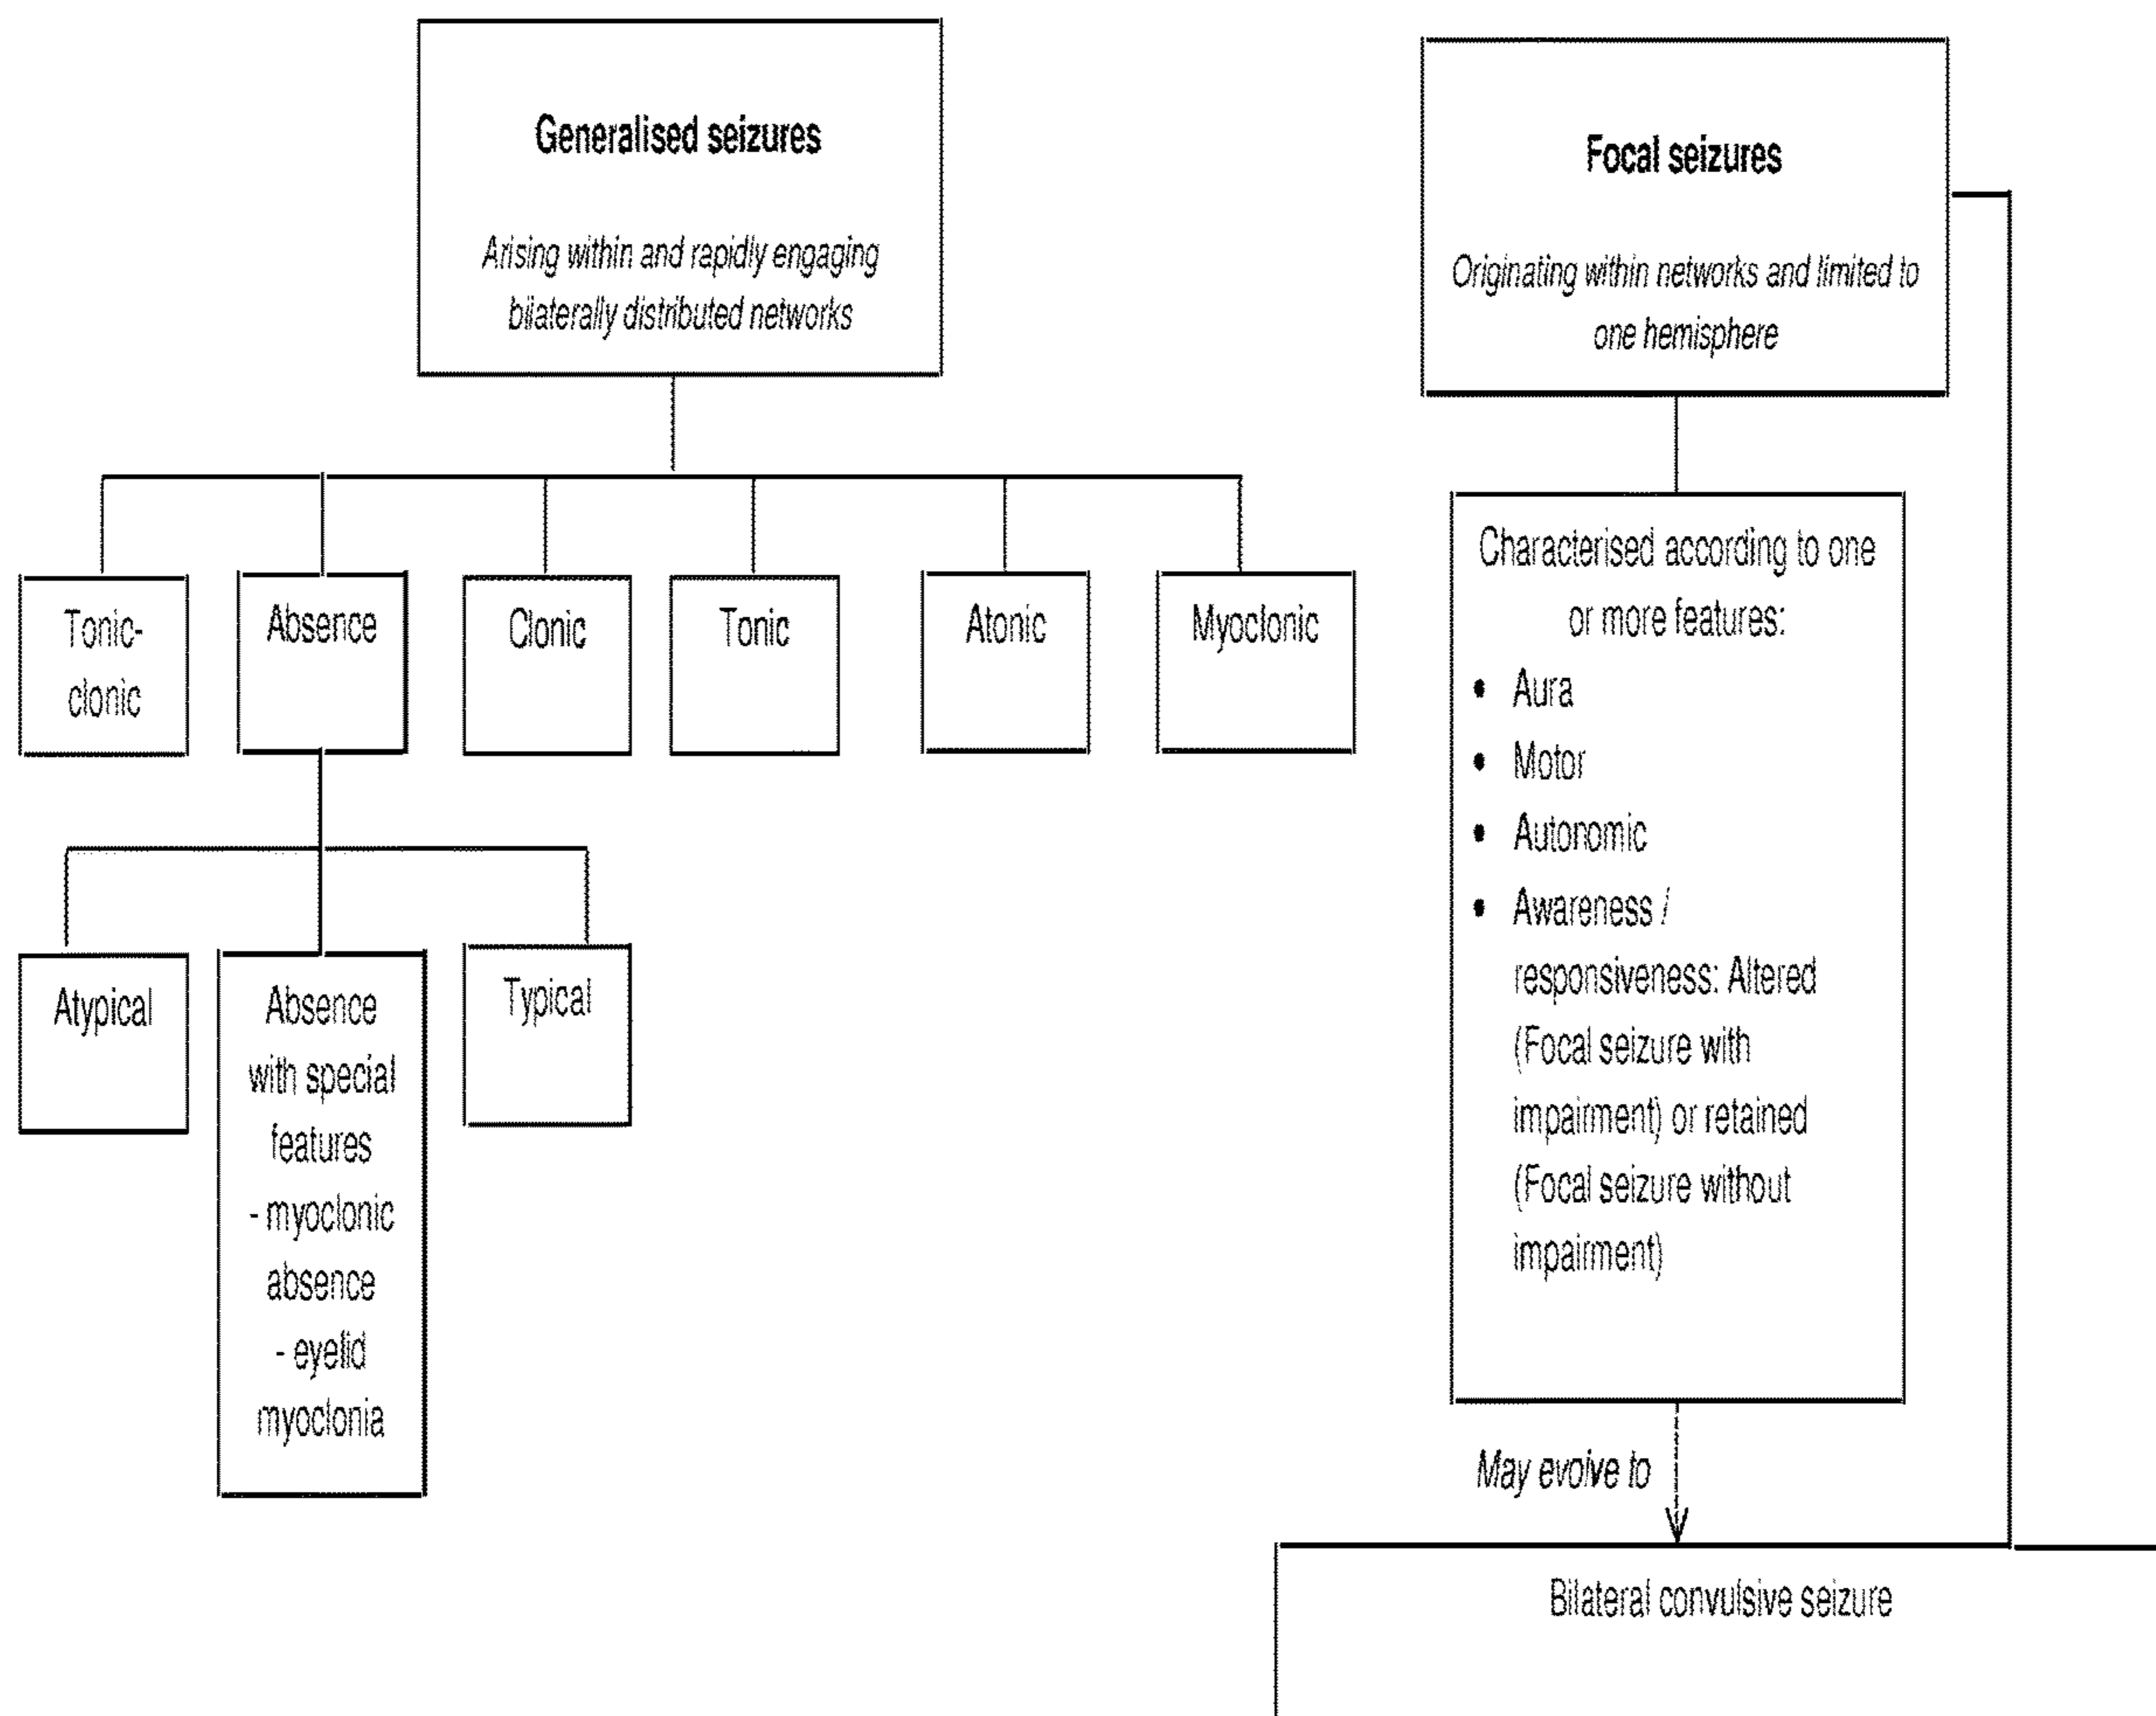 Generalised seizures
Arising within and rapidly engaging
bilaterally distributed networks
Tonic-
clonic
Absence
Clonic
Tonic
Atonic
Myoclonic
Atypical
Absence
with special
features
- myoclonic
absence
- eyelid
myoclonia
Typical
Focal seizures
Originating within networks and limited to
one hemisphere
Characterised according to one
or more features:
• Aura
• Motor
• Autonomic
• Awareness /
responsiveness: Altered
(Focal seizure with
impairment) or retained
(Focal seizure without
impairment)
May evolve to
Bilateral convulsive seizure